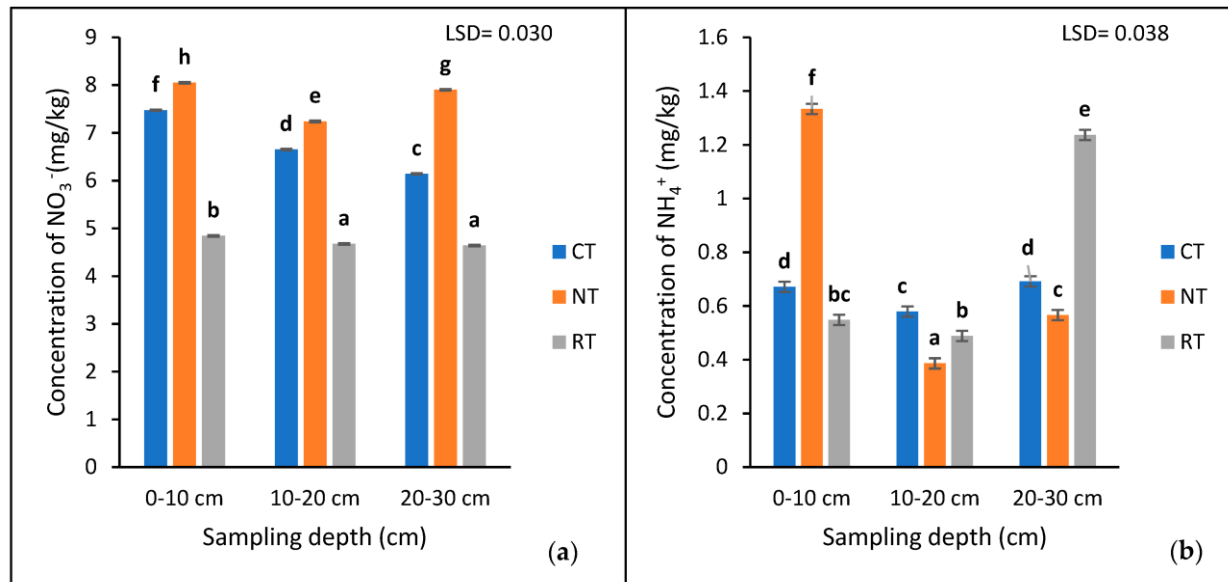 LSD= 0.030
Concentration of NO₃⁻ (mg/kg)
9
8
7
6
5
4
3
2
1
0
f
h
b
d
e
a
c
g
a
0-10 cm
10-20 cm
20-30 cm
Sampling depth (cm)
CT
NT
RT
(a)
LSD= 0.038
Concentration of NH₄⁺ (mg/kg)
1.6
1.4
1.2
1
0.8
0.6
0.4
0.2
0
d
f
bc
c
a
b
d
c
e
0-10 cm
10-20 cm
20-30 cm
Sampling depth (cm)
CT
NT
RT
(b)